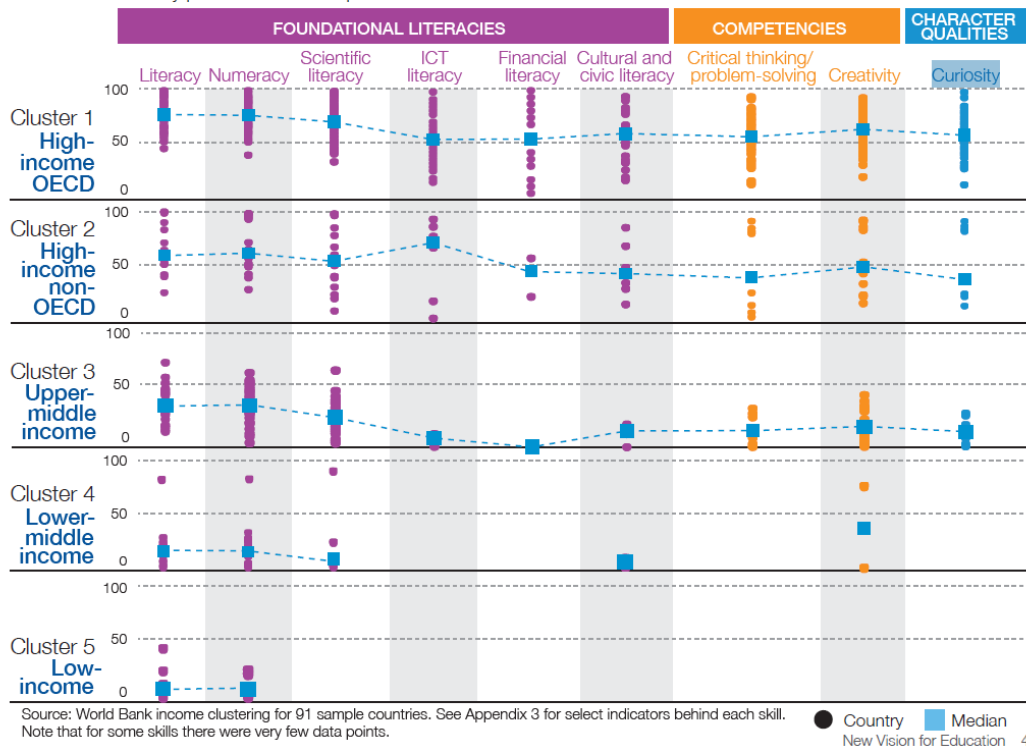 FOUNDATIONAL LITERACIES
COMPETENCIES
CHARACTER
QUALITIES
Literacy
Numeracy
Scientific
literacy
ICT
literacy
Financial
literacy
Cultural and
civic literacy
Critical thinking/
problem-solving
Creativity
Curiosity
Cluster 1
High-
income
OECD
100
50
0
Cluster 2
High-
income
non-
OECD
100
50
0
Cluster 3
Upper-
middle
income
100
50
0
Cluster 4
Lower-
middle
income
100
50
0
Cluster 5
Low-
income
100
50
0
Source: World Bank income clustering for 91 sample countries. See Appendix 3 for select indicators behind each skill.
Note that for some skills there were very few data points.
Country
Median
New Vision for Education